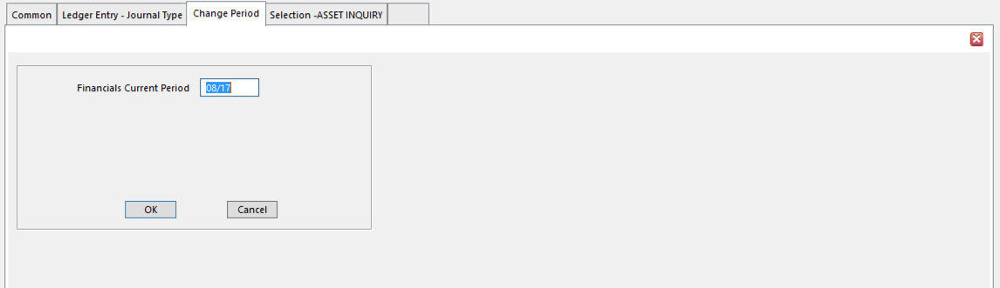 Common
Ledger Entry - Journal Type
Change Period
Selection -ASSET INQUIRY
Financials Current Period
08/17
OK
Cancel